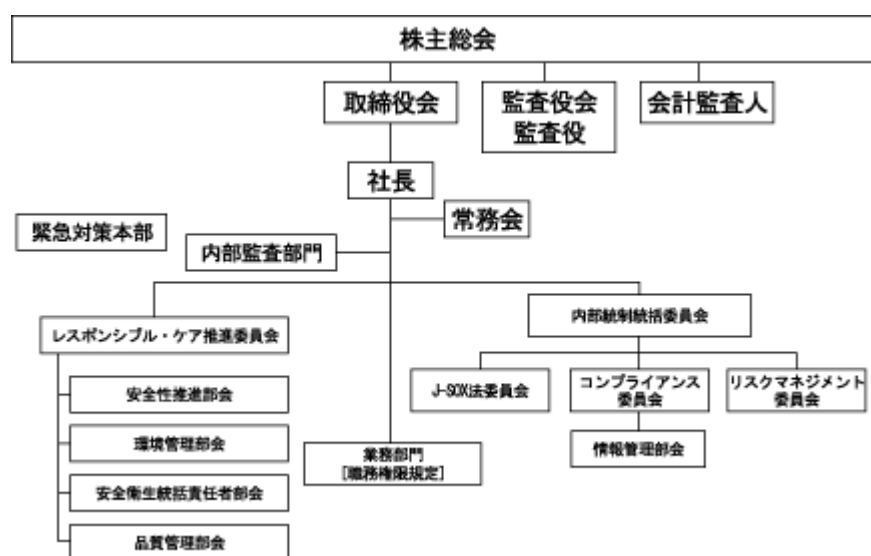 株主総会
取締役会
監査役会
監査役
会計監査人
社長
常務会
緊急対策本部
内部監査部門
レスポンシブル・ケア推進委員会
内部統制統括委員会
安全性推進部会
環境管理部会
安全衛生統括責任者部会
品質管理部会
業務部門
[職務権限規定]
J-SOX法委員会
コンプライアンス
委員会
リスクマネジメント
委員会
情報管理部会